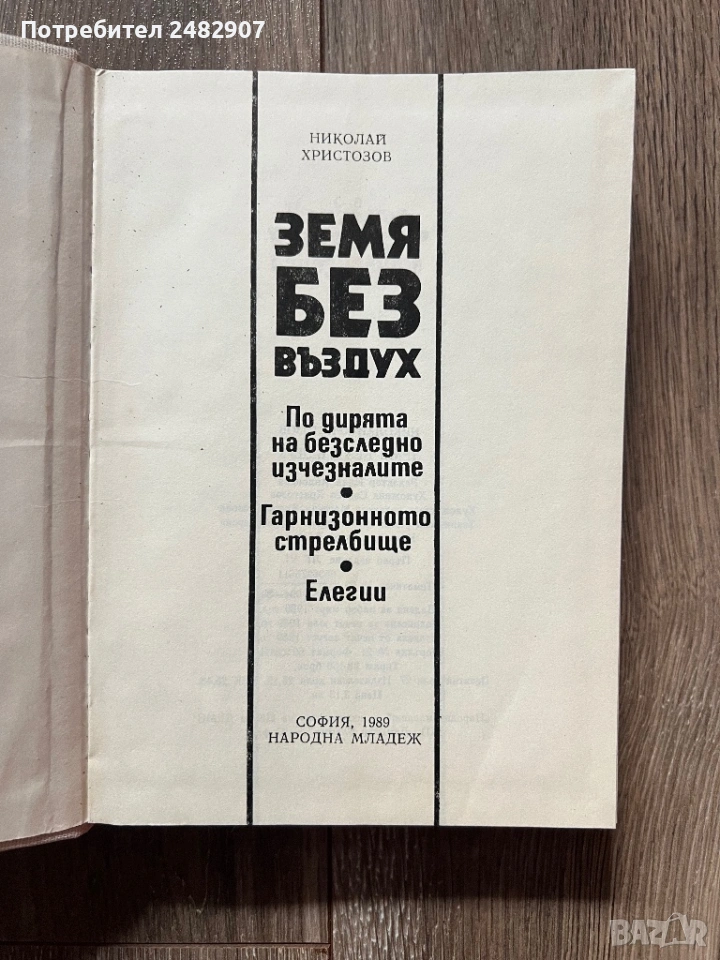 Потребител 2482907
НИКОЛАЙ
ХРИСТОЗОВ
ЗЕМЯ
БЕЗ
ВЪЗДУХ
По дирята
на безследно
изчезналите
•
Гарнизонното
стрелбище
•
Елегии
СОФИЯ, 1989
НАРОДНА МЛАДЕЖ
BAZAR